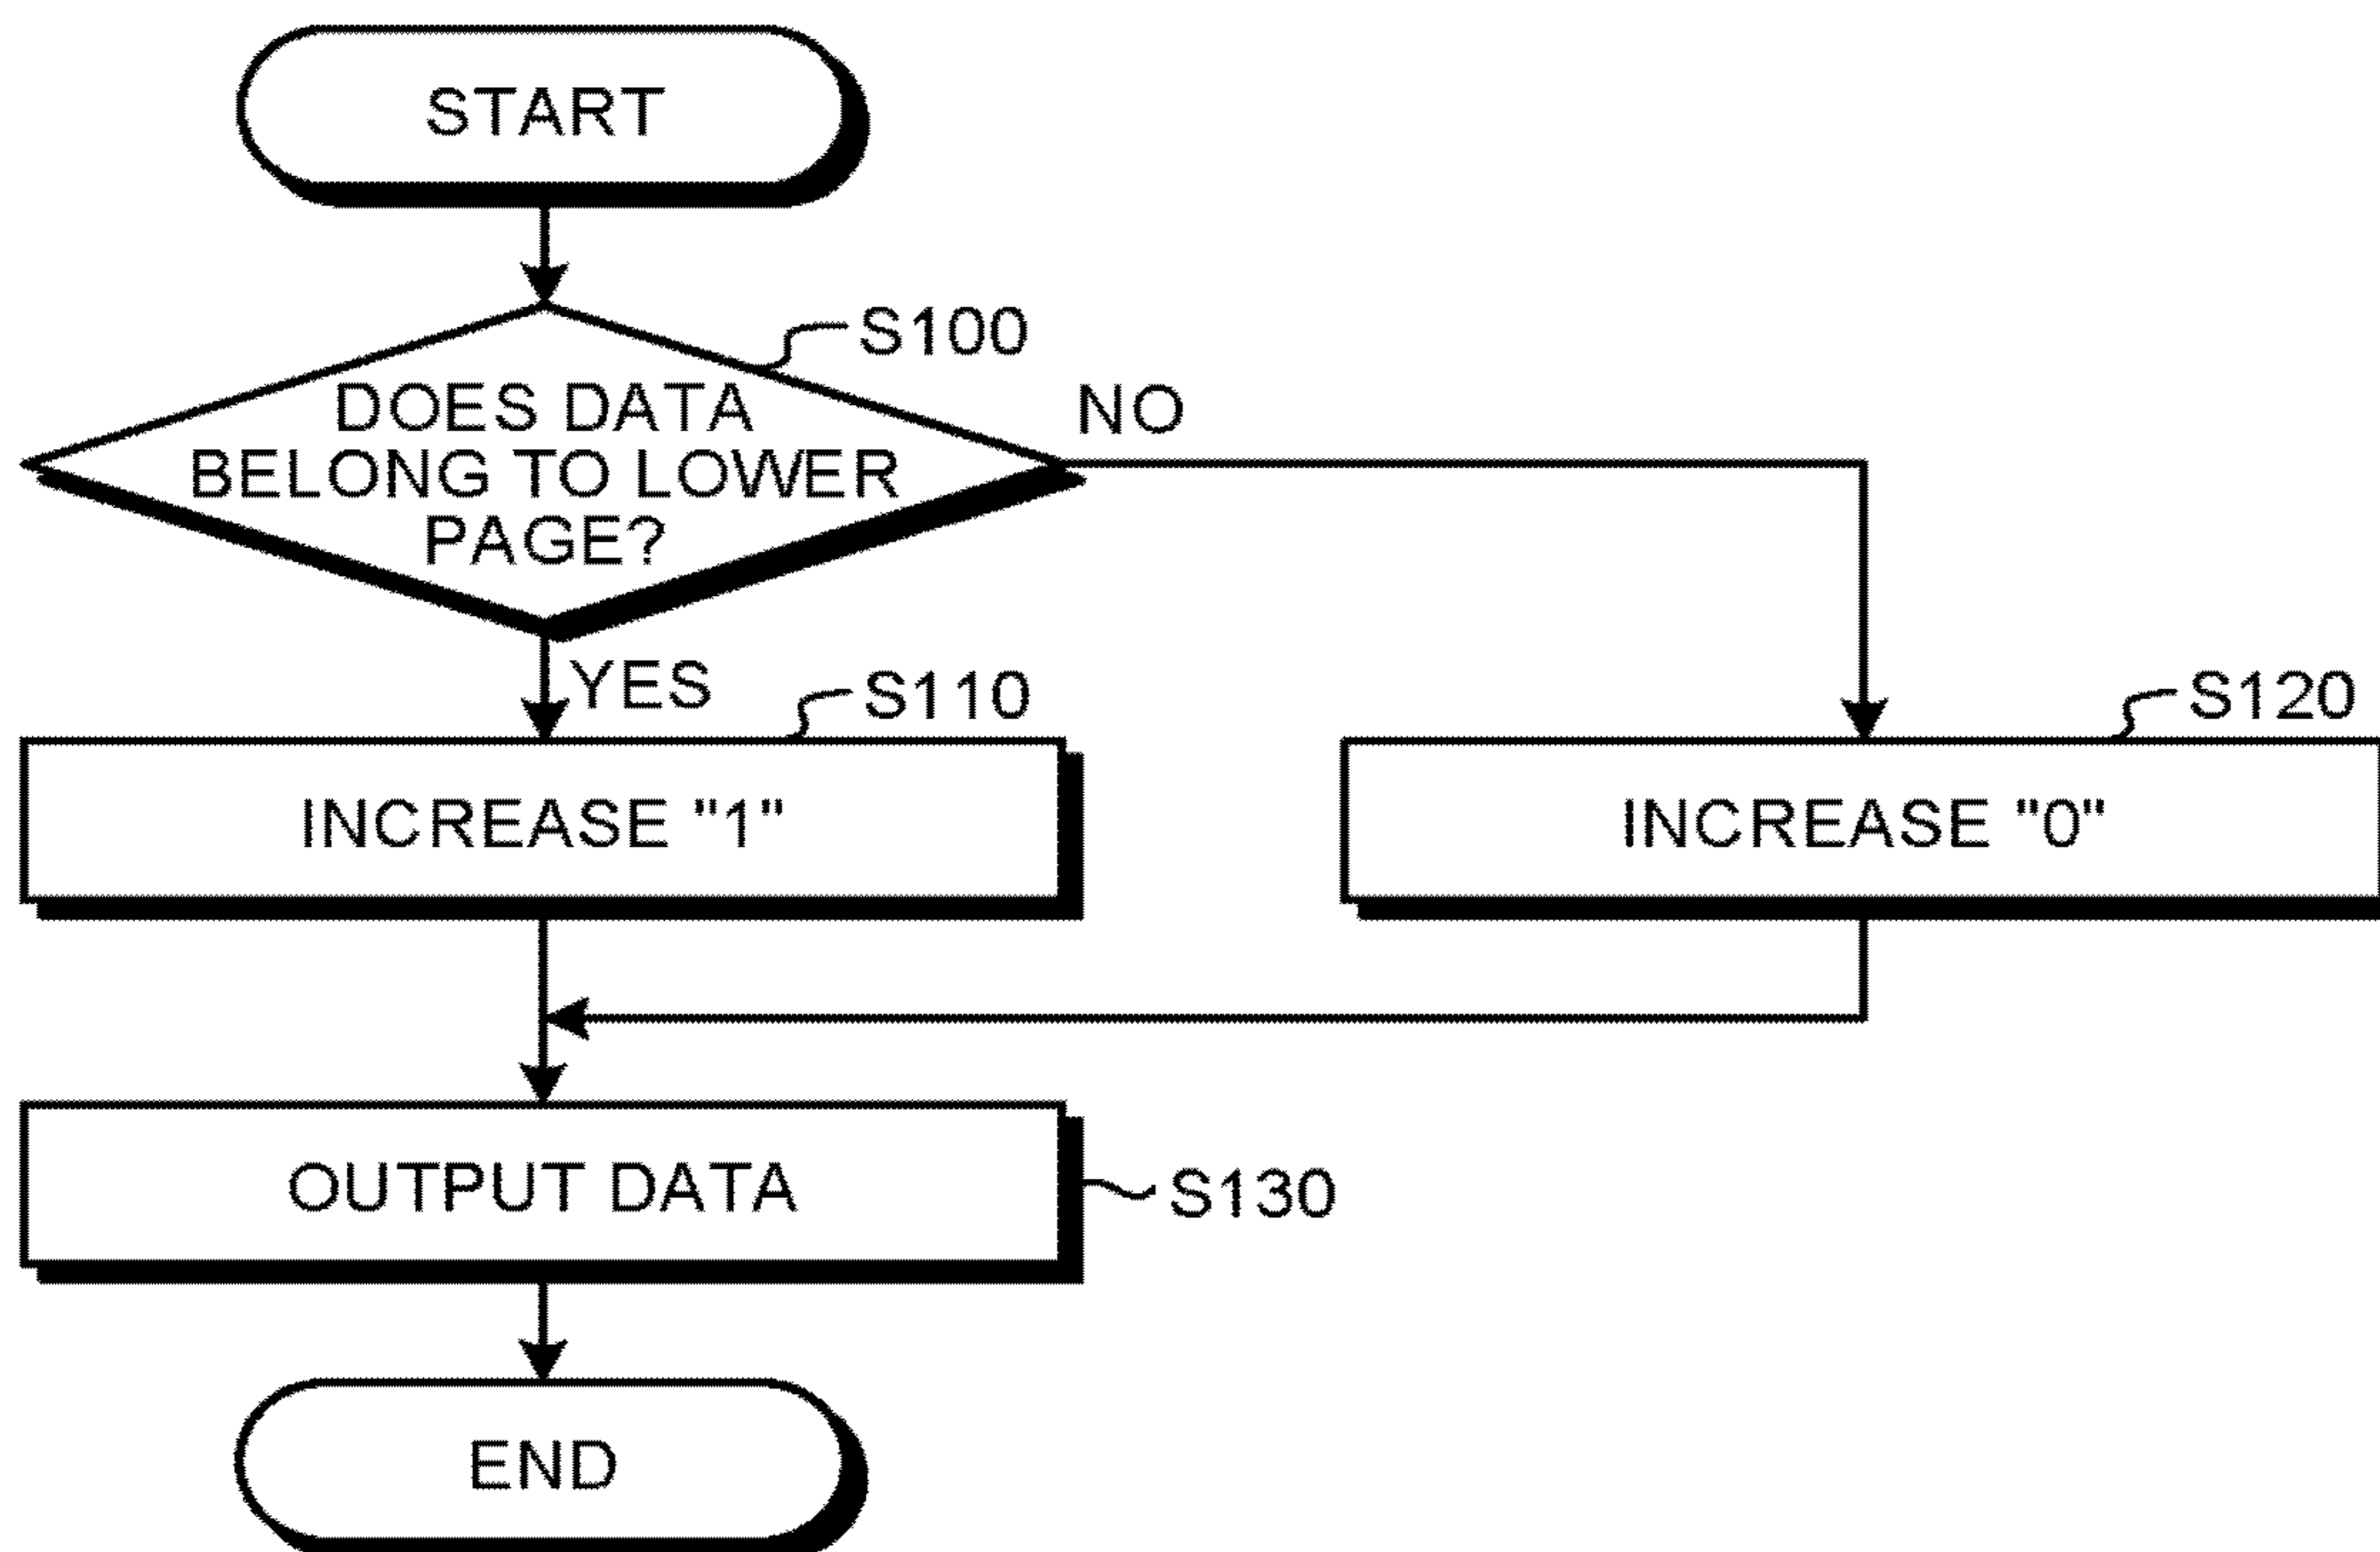 START
S100
DOES DATA
BELONG TO LOWER
PAGE?
NO
YES
S110
S120
INCREASE "1"
INCREASE "0"
OUTPUT DATA
S130
END